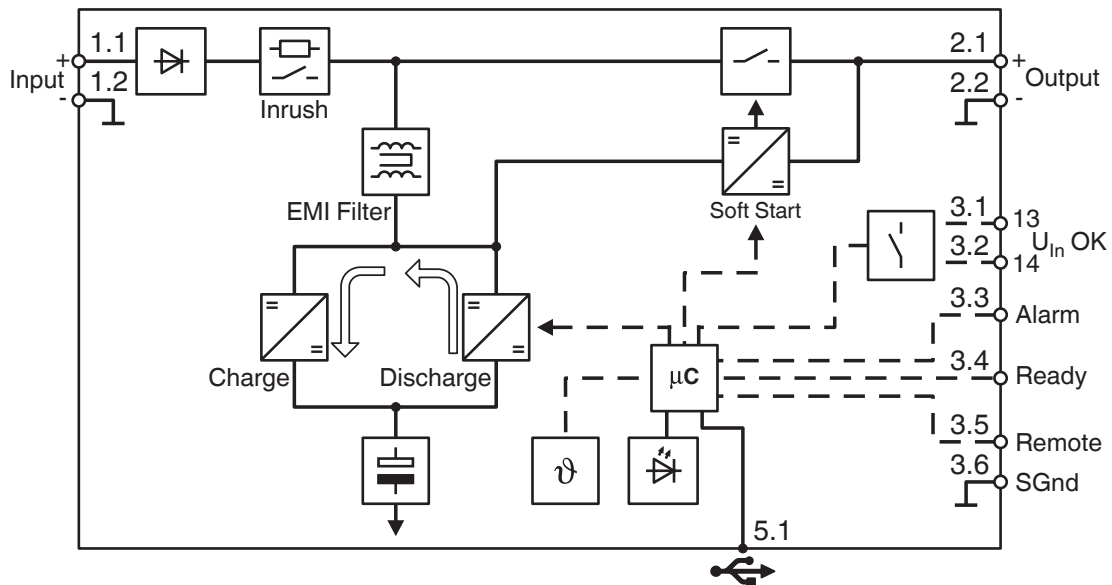 1.1
+
Input
1.2
-
Inrush
2.1
+
Output
2.2
-
=
=
Soft Start
EMI Filter
3.1
13
U_In OK
3.2
14
3.3
Alarm
=
=
Charge
=
=
Discharge
µC
3.4
Ready
3.5
Remote
3.6
SGnd
ϑ
5.1